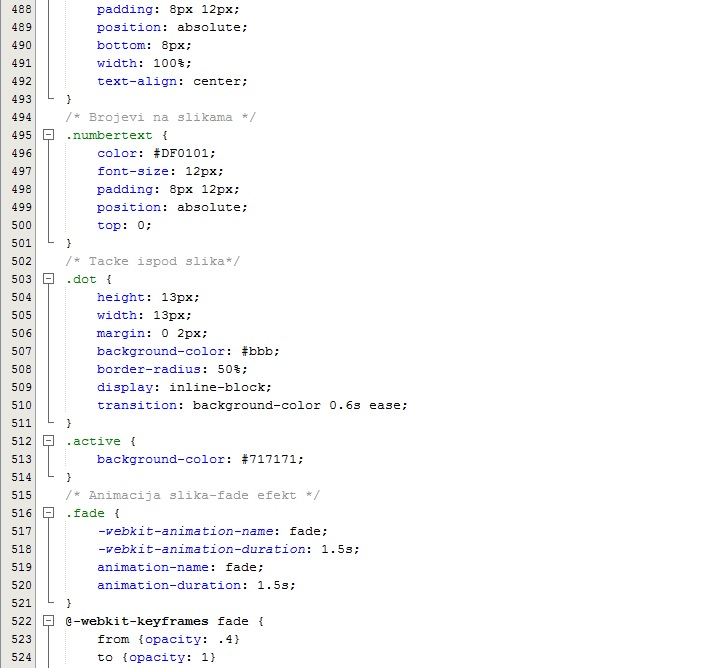 488 padding: 8px 12px;
489 position: absolute;
490 bottom: 8px;
491 width: 100%;
492 text-align: center;
493 }
494 /* Brojevi na slikama */
495 .numbertext {
496 color: #DF0101;
497 font-size: 12px;
498 padding: 8px 12px;
499 position: absolute;
500 top: 0;
501 }
502 /* Tacke ispod slika*/
503 .dot {
504 height: 13px;
505 width: 13px;
506 margin: 0 2px;
507 background-color: #bbb;
508 border-radius: 50%;
509 display: inline-block;
510 transition: background-color 0.6s ease;
511 }
512 .active {
513 background-color: #717171;
514 }
515 /* Animacija slika-fade efekt */
516 .fade {
517 -webkit-animation-name: fade;
518 -webkit-animation-duration: 1.5s;
519 animation-name: fade;
520 animation-duration: 1.5s;
521 }
522 @-webkit-keyframes fade {
523 from {opacity: .4}
524 to {opacity: 1}